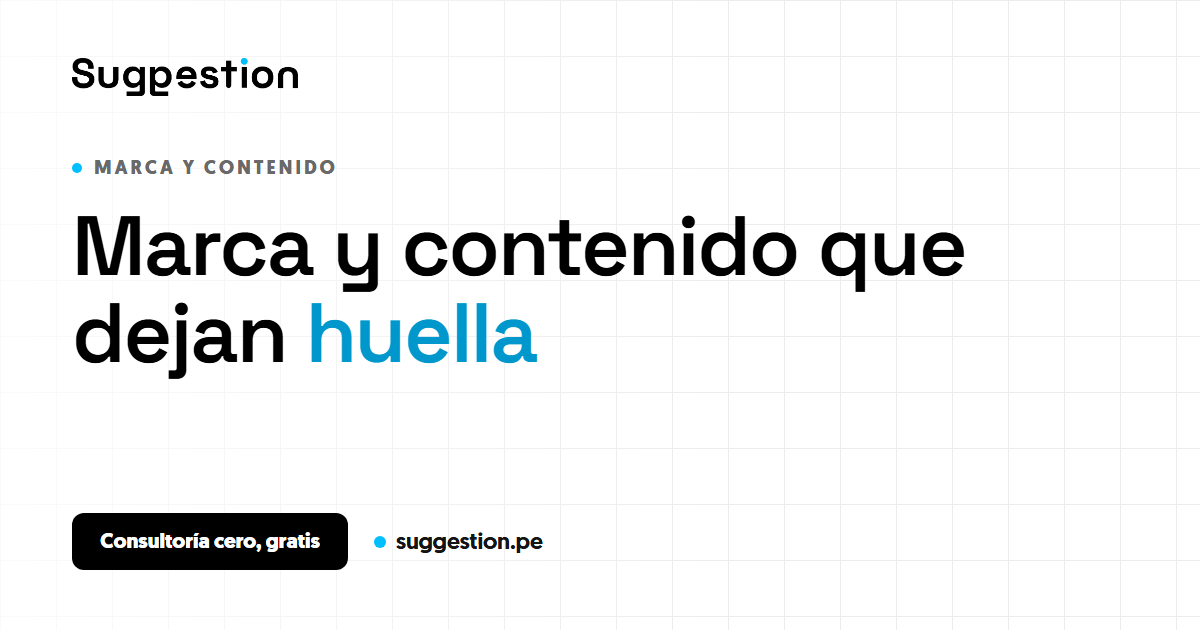 Suggestion
MARCA Y CONTENIDO
Marca y contenido que
dejan huella
Consultoría cero, gratis
suggestion.pe